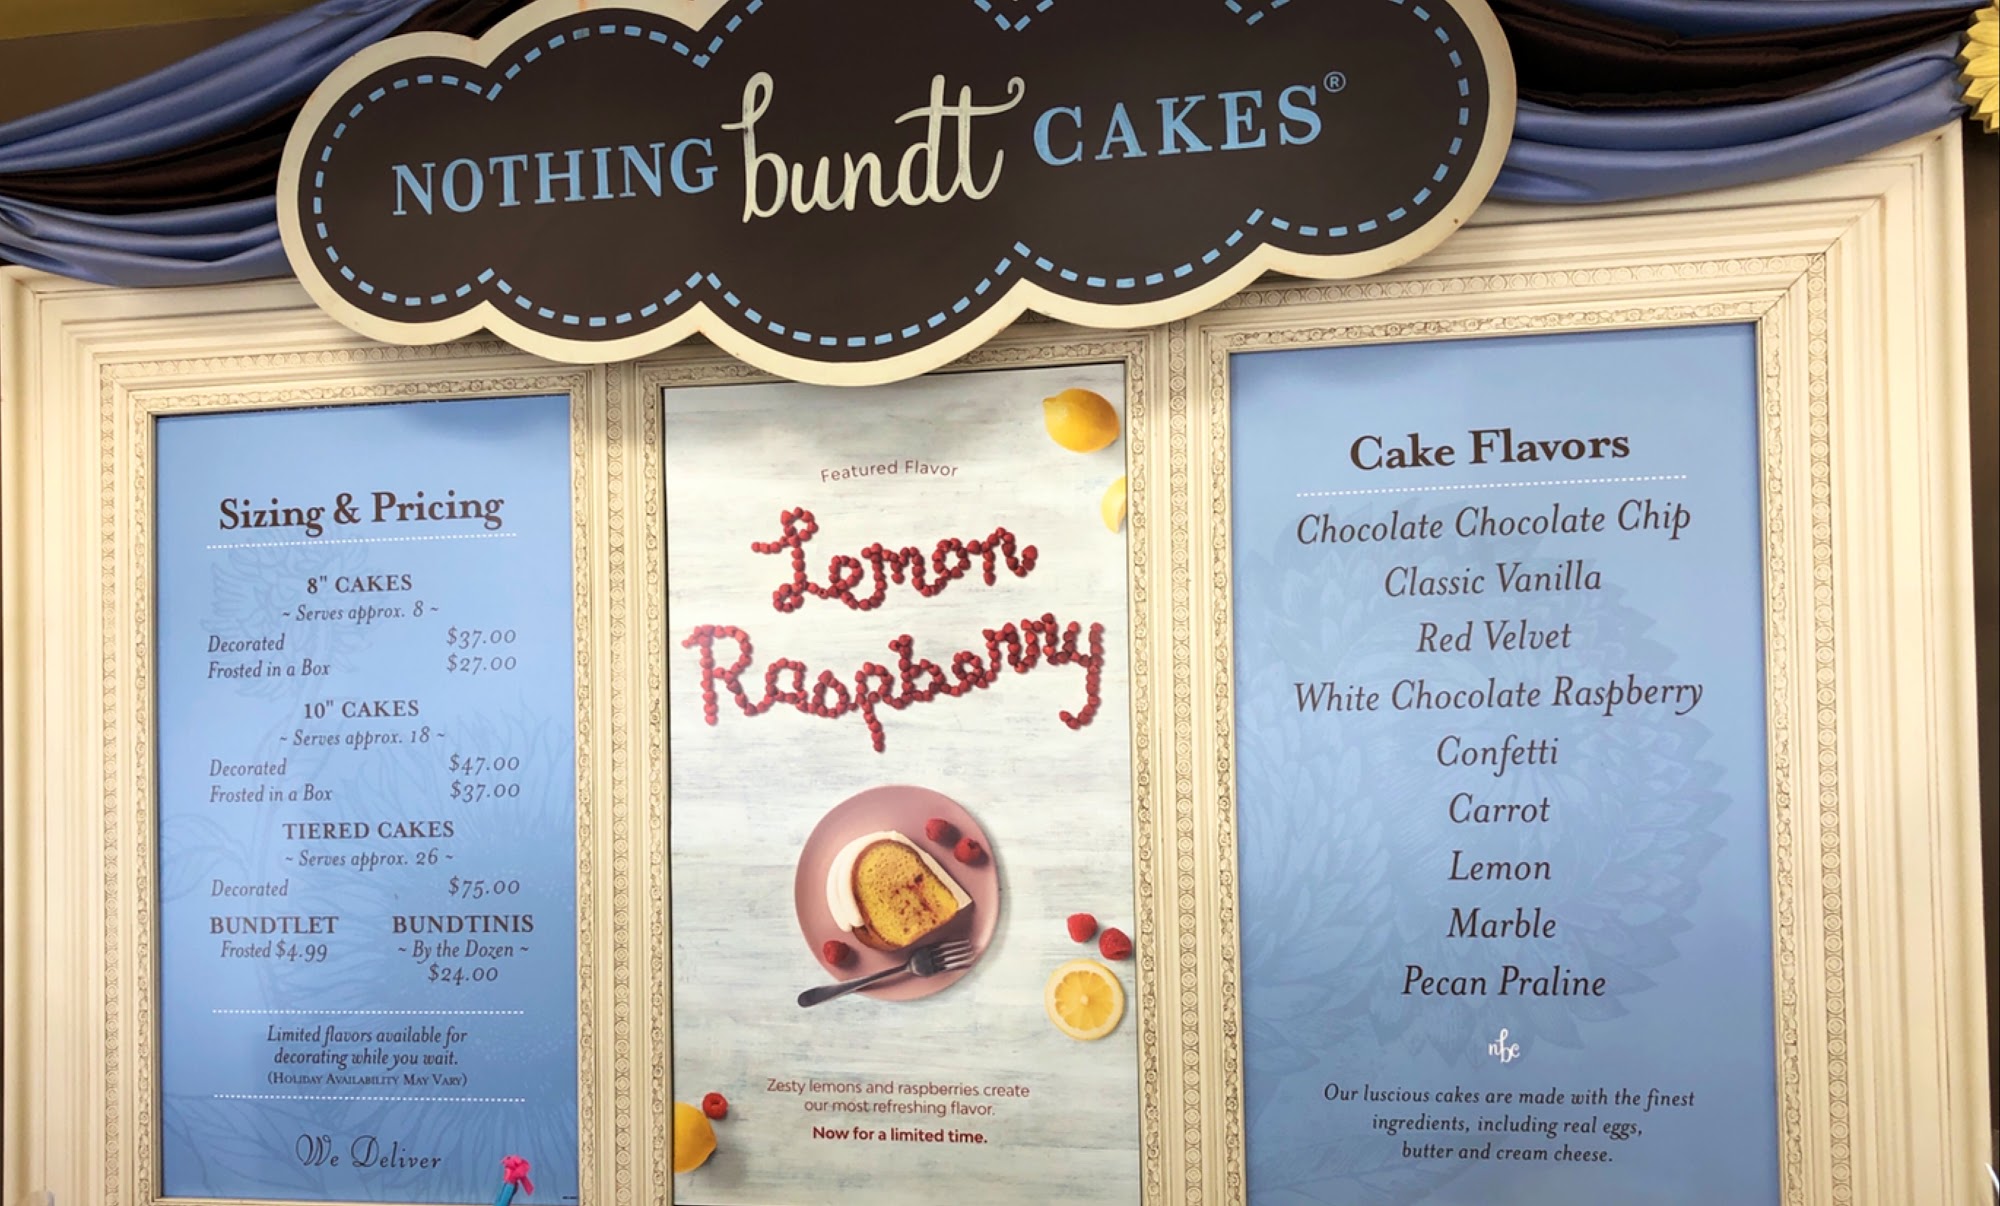 NOTHING bundt CAKES®
Sizing & Pricing
8" CAKES
~ Serves approx. 8 ~
Decorated $37.00
Frosted in a Box $27.00
10" CAKES
~ Serves approx. 18 ~
Decorated $47.00
Frosted in a Box $37.00
TIERED CAKES
~ Serves approx. 26 ~
Decorated $75.00
BUNDTLET
Frosted $4.99
BUNDTINIS
~ By the Dozen ~
$24.00
Limited flavors available for
decorating while you wait.
(HOLIDAY AVAILABILITY MAY VARY)
We Deliver
Featured Flavor
Lemon
Raspberry
Zesty lemons and raspberries create
our most refreshing flavor.
Now for a limited time.
Cake Flavors
Chocolate Chocolate Chip
Classic Vanilla
Red Velvet
White Chocolate Raspberry
Confetti
Carrot
Lemon
Marble
Pecan Praline
nbc
Our luscious cakes are made with the finest
ingredients, including real eggs,
butter and cream cheese.